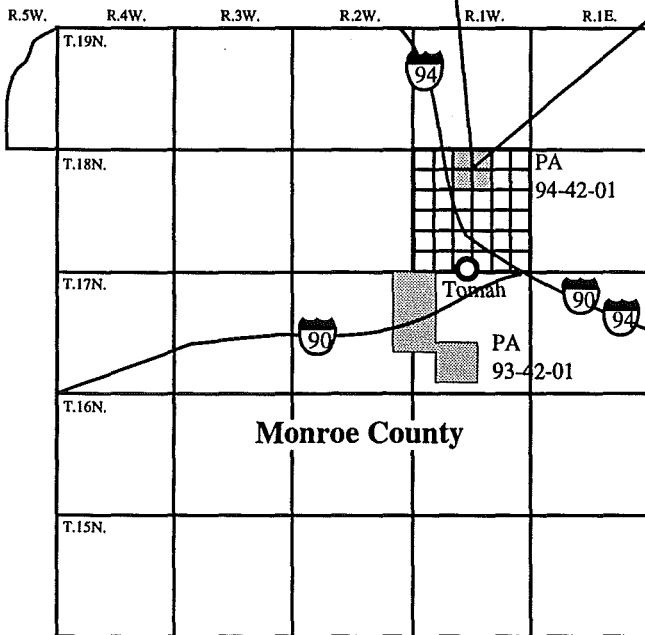 R.5W. R.4W. R.3W. R.2W. R.1W. R.1E.
T.19N.
94
T.18N.
PA
94-42-01
T.17N.
Tomah
90
94
90
PA
93-42-01
T.16N.
Monroe County
T.15N.